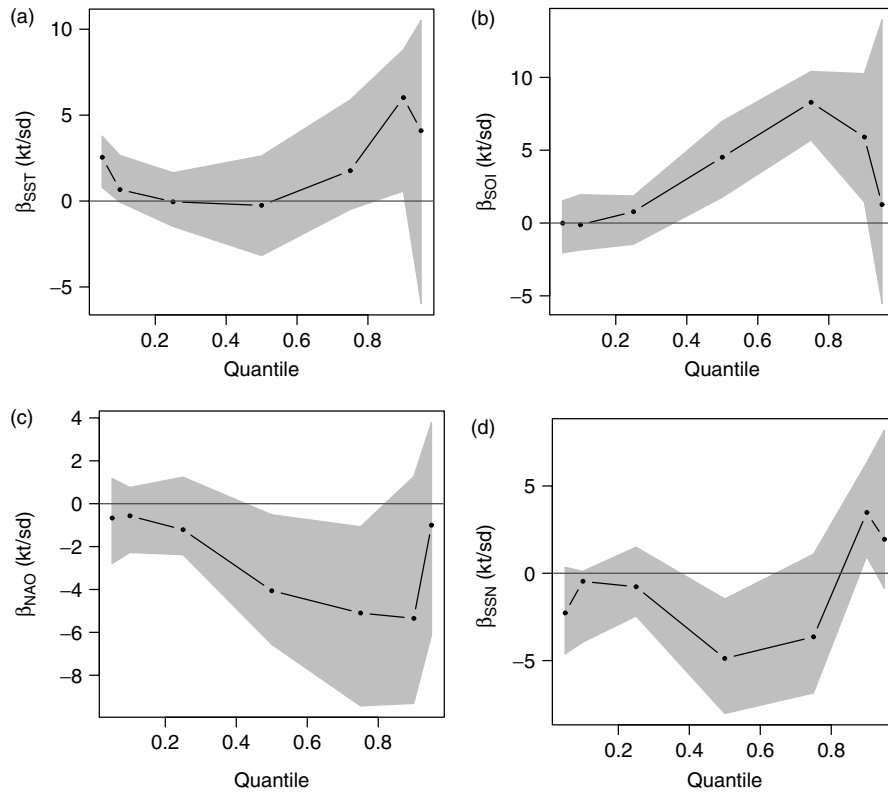 (a)
10
5
0
−5
βSST (kt/sd)
0.2 0.4 0.6 0.8
Quantile
(b)
10
5
0
−5
βSOI (kt/sd)
0.2 0.4 0.6 0.8
Quantile
(c)
4
2
0
−2
−4
−6
−8
βNAO (kt/sd)
0.2 0.4 0.6 0.8
Quantile
(d)
5
0
−5
βSSN (kt/sd)
0.2 0.4 0.6 0.8
Quantile